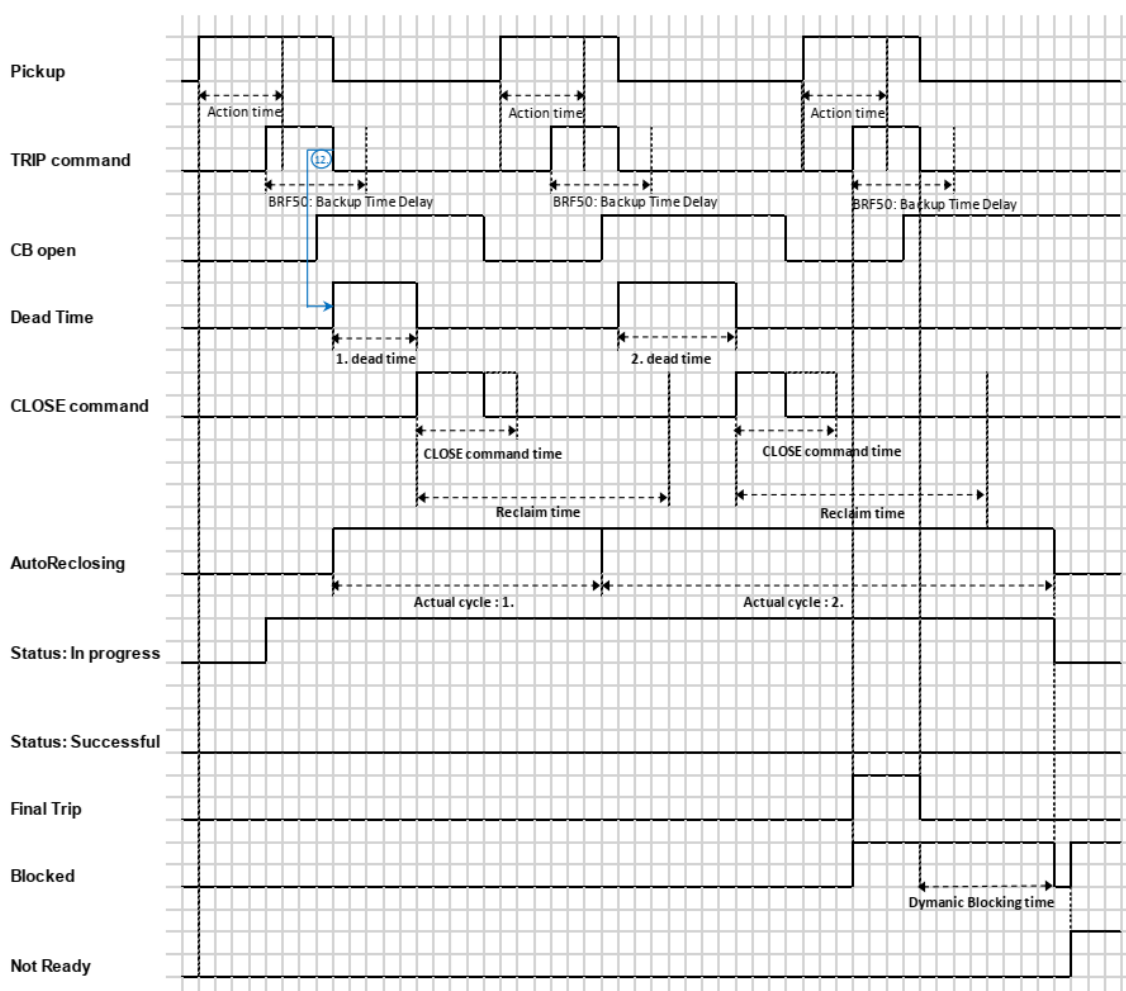 Pickup
Action time
Action time
Action time
TRIP command
12.
BRF50: Backup Time Delay
BRF50: Backup Time Delay
BRF50: Backup Time Delay
CB open
Dead Time
1. dead time
2. dead time
CLOSE command
CLOSE command time
CLOSE command time
Reclaim time
Reclaim time
AutoReclosing
Actual cycle : 1.
Actual cycle : 2.
Status: In progress
Status: Successful
Final Trip
Blocked
Dymanic Blocking time
Not Ready